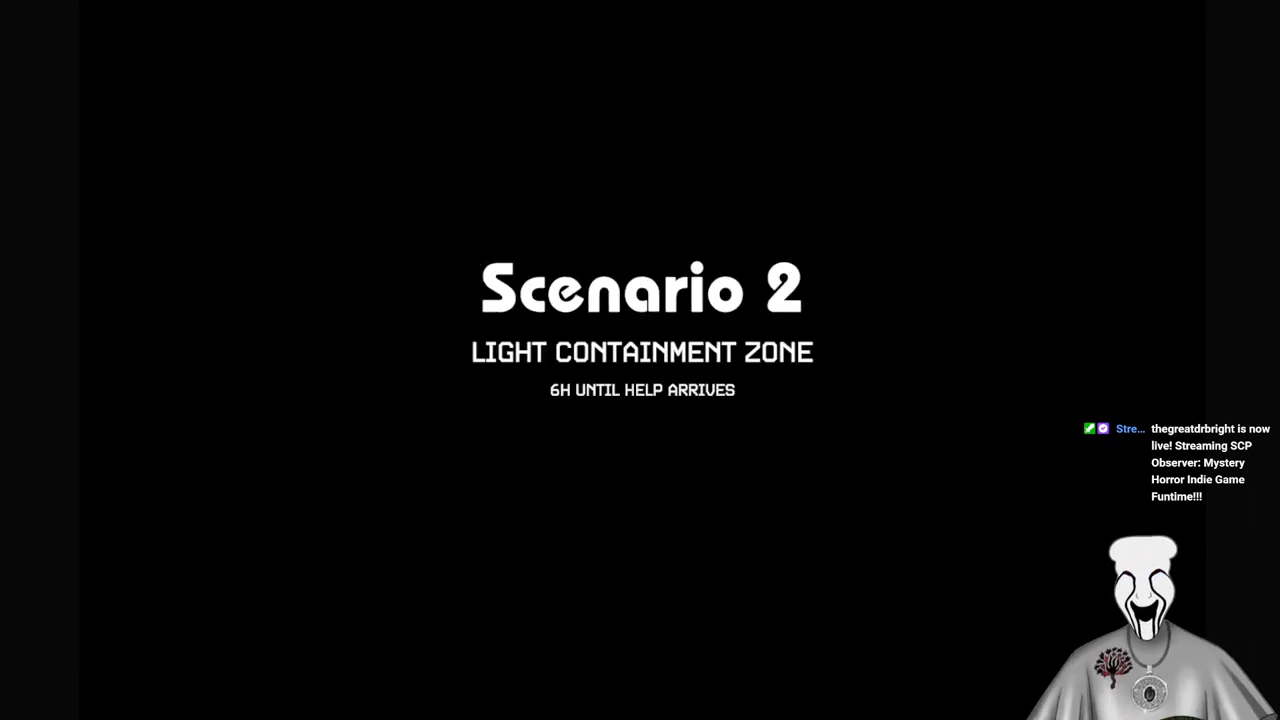 Scenario 2
LIGHT CONTAINMENT ZONE
6H UNTIL HELP ARRIVES
Stre... thegreatdrbright is now
live! Streaming SCP
Observer: Mystery
Horror Indie Game
Funtime!!!